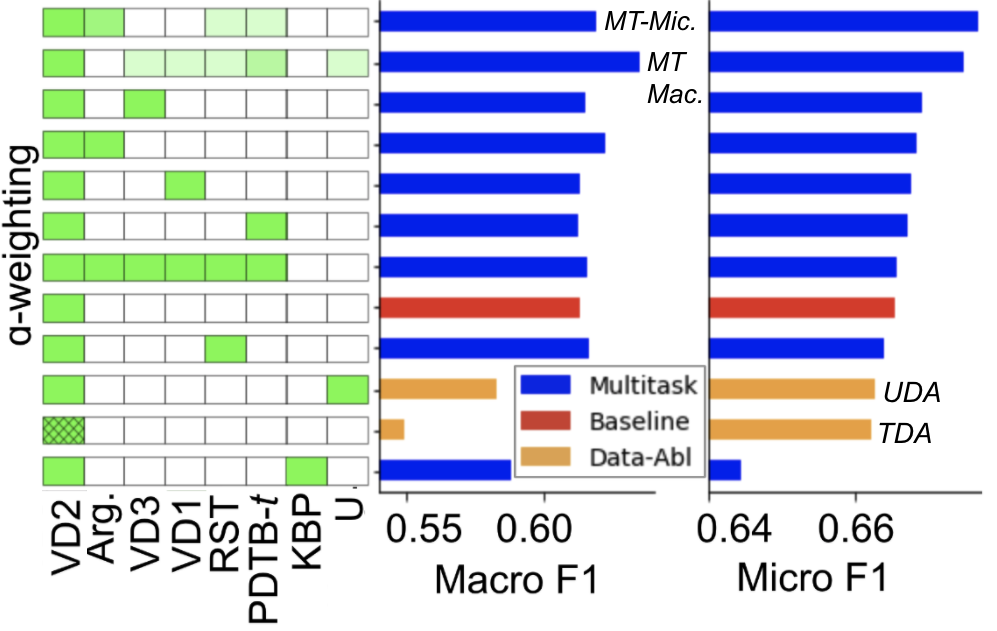 α-weighting
MT-Mic.
MT
Mac.
Multitask
Baseline
Data-Abl
UDA
TDA
VD2
Arg.
VD3
VD1
RST
PDTB-t
KBP
U
0.55
0.60
0.64
0.66
Macro F1
Micro F1